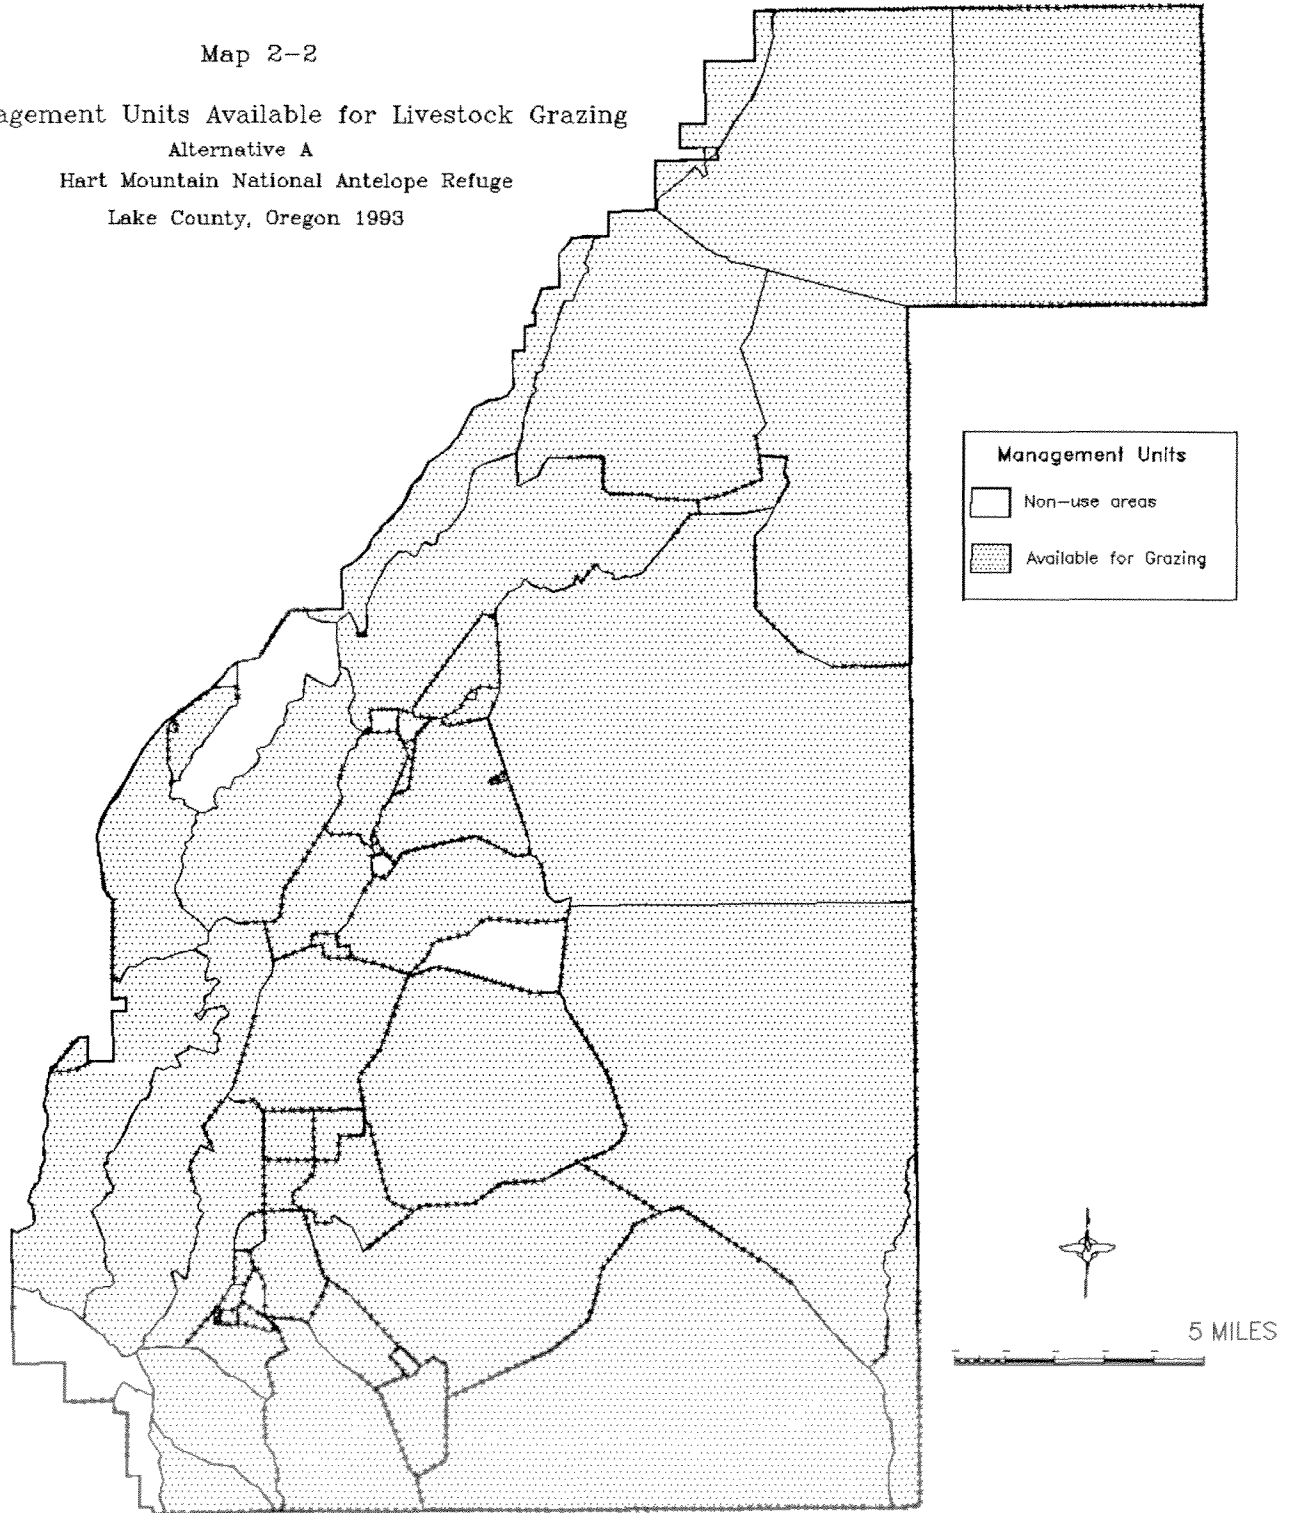 Map 2-2
agement Units Available for Livestock Grazing
Alternative A
Hart Mountain National Antelope Refuge
Lake County, Oregon 1993
Management Units
Non-use areas
Available for Grazing
5 MILES